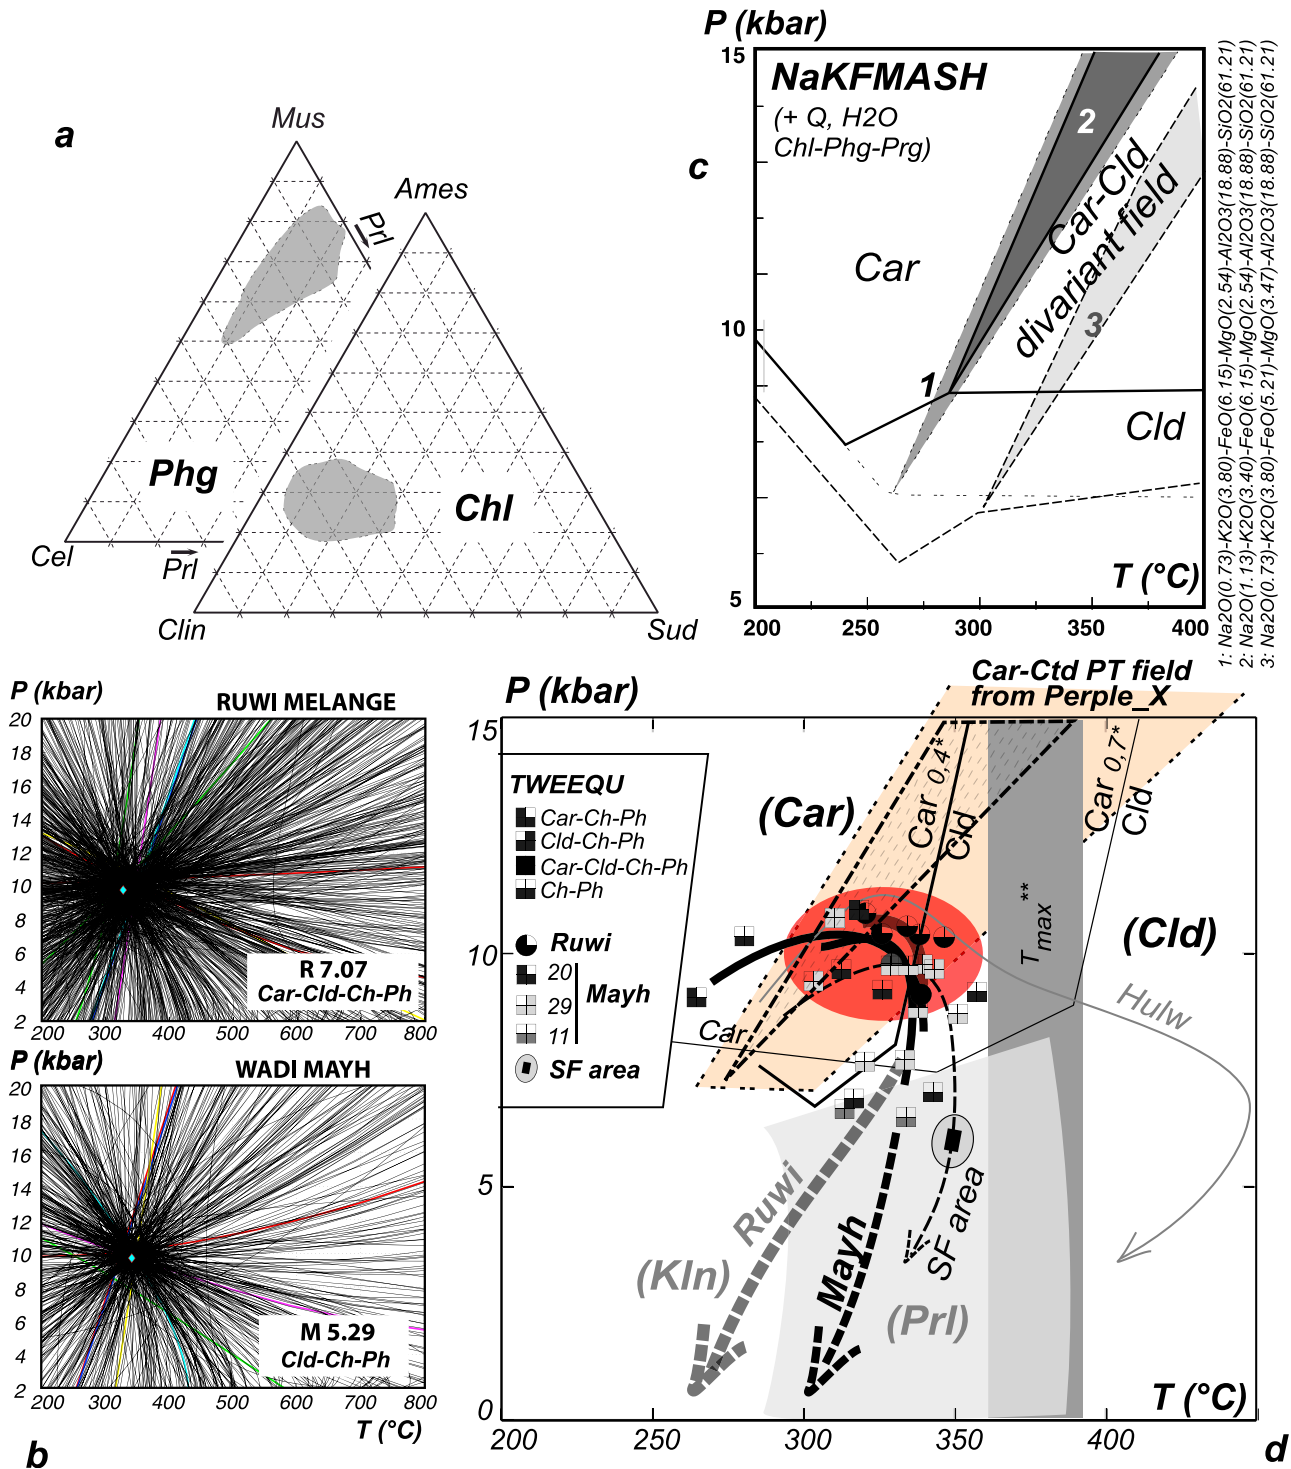 a
Mus
Prl
Phg
Cel
Prl
Ames
Chl
Clin
Sud
P (kbar)
15
10
5
NaKFMASH
(+ Q, H2O
Chl-Phg-Prg)
c
Car
1
2
3
Car-Cld
divariant field
Cld
T (°C)
200
250
300
350
400
1: Na2O(0.73)-K2O(3.80)-FeO(6.15)-MgO(2.54)-Al2O3(18.88)-SiO2(61.21)
2: Na2O(1.13)-K2O(3.40)-FeO(6.15)-MgO(2.54)-Al2O3(18.88)-SiO2(61.21)
3: Na2O(0.73)-K2O(3.80)-FeO(5.21)-MgO(3.47)-Al2O3(18.88)-SiO2(61.21)
P (kbar)
RUWI MELANGE
20
18
16
14
12
10
8
6
4
2
R 7.07
Car-Cld-Ch-Ph
200 300 400 500 600 700 800
P (kbar)
WADI MAYH
20
18
16
14
12
10
8
6
4
2
M 5.29
Cld-Ch-Ph
200 300 400 500 600 700 800
T (°C)
b
P (kbar)
Car-Ctd PT field
from Perple_X
15
10
5
0
TWEEQU
Car-Ch-Ph
Cld-Ch-Ph
Car-Cld-Ch-Ph
Ch-Ph
Ruwi
20
29
11
Mayh
SF area
(Car)
Car 0,4*
Cld
Car 0,7*
Cld
Tmax**
(Cld)
Car
Hulw
Ruwi
Mayh
SF area
(Kln)
(Prl)
T (°C)
200
250
300
350
400
d